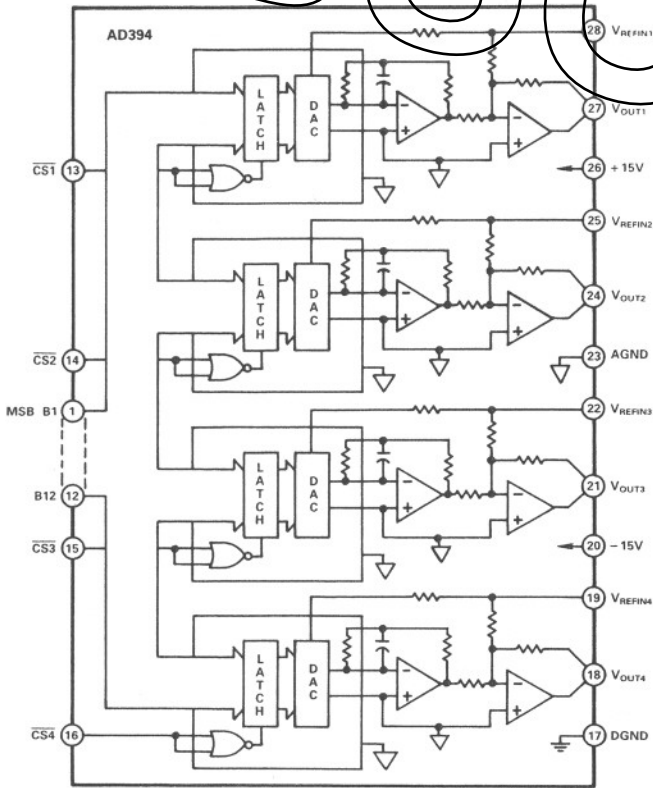 AD394
28 VREFIN1
LATCH
DAC
− +
− +
27 VOUT1
CS1 13
26 +15V
25 VREFIN2
LATCH
DAC
− +
− +
24 VOUT2
CS2 14
23 AGND
MSB B1 1
22 VREFIN3
LATCH
DAC
− +
− +
21 VOUT3
B12 12
CS3 15
20 −15V
19 VREFIN4
LATCH
DAC
− +
− +
18 VOUT4
CS4 16
17 DGND